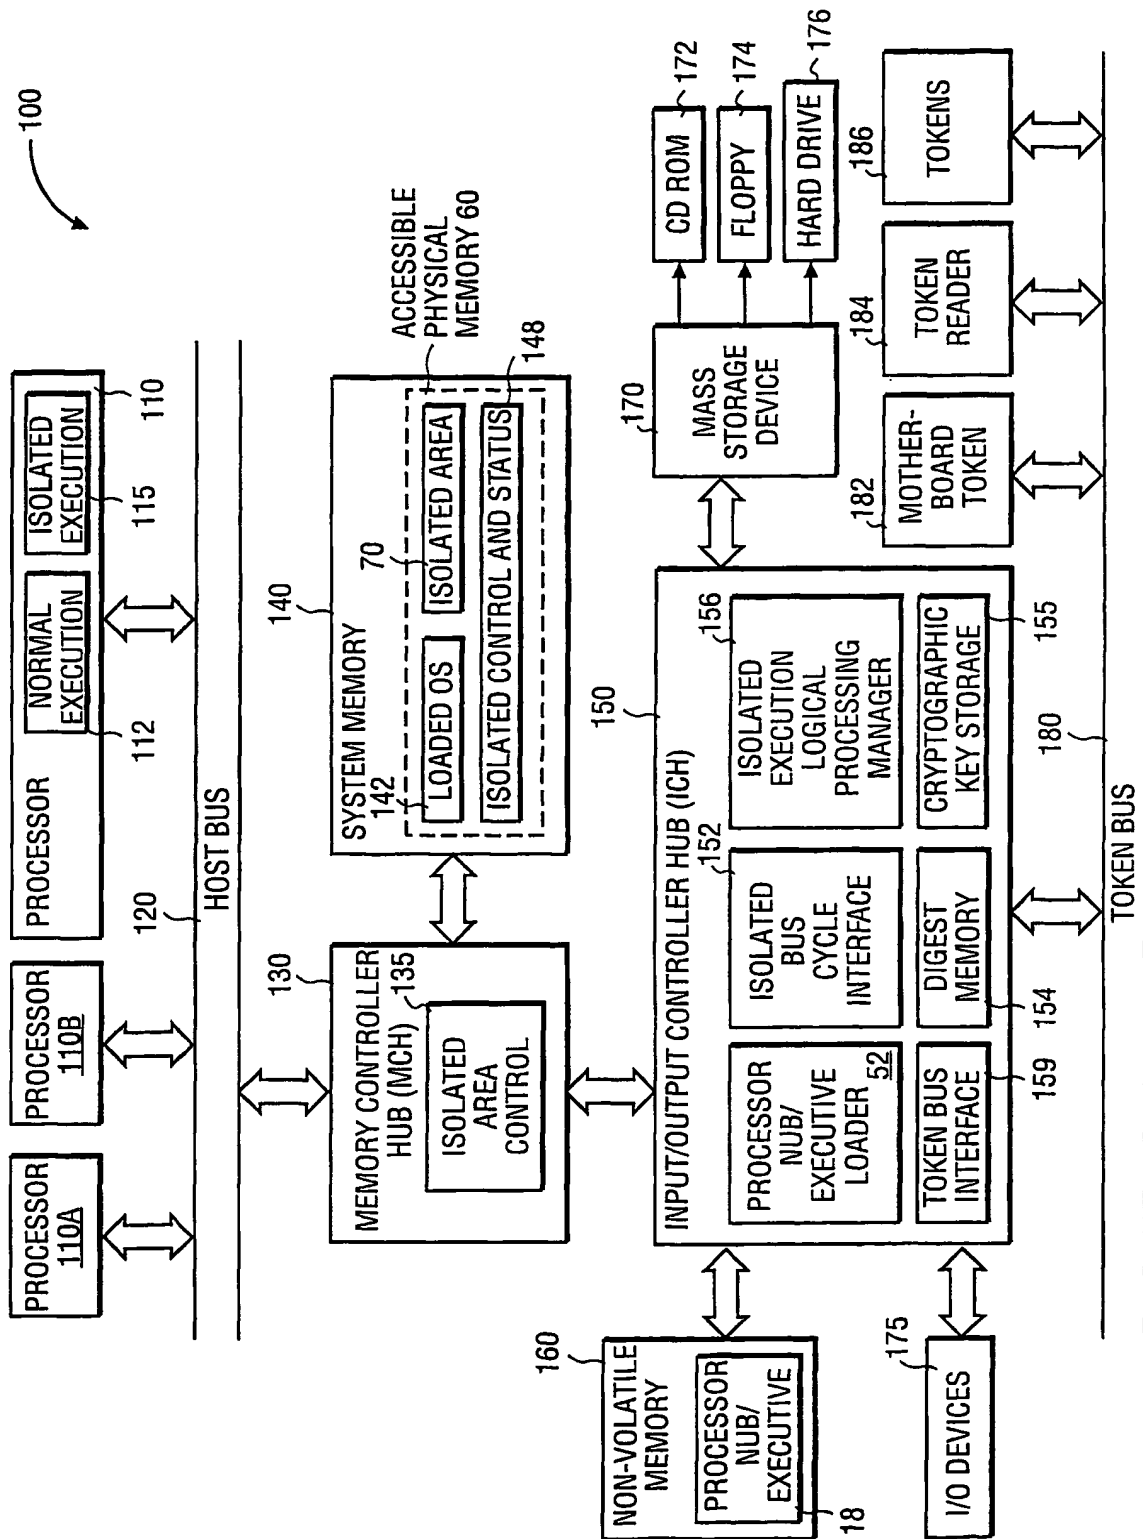 100
PROCESSOR
110A
PROCESSOR
110B
PROCESSOR
NORMAL
EXECUTION
112
ISOLATED
EXECUTION
115
110
120
HOST BUS
130
MEMORY CONTROLLER
HUB (MCH)
135
ISOLATED
AREA
CONTROL
140
SYSTEM MEMORY
142
LOADED OS
70
ISOLATED AREA
ISOLATED CONTROL AND STATUS
148
ACCESSIBLE
PHYSICAL
MEMORY 60
150
INPUT/OUTPUT CONTROLLER HUB (ICH)
PROCESSOR
NUB/
EXECUTIVE
LOADER
52
152
ISOLATED
BUS
CYCLE
INTERFACE
156
ISOLATED
EXECUTION
LOGICAL
PROCESSING
MANAGER
TOKEN BUS
INTERFACE
159
DIGEST
MEMORY
154
CRYPTOGRAPHIC
KEY STORAGE
155
160
NON-VOLATILE
MEMORY
PROCESSOR
NUB/
EXECUTIVE
18
175
I/O DEVICES
170
MASS
STORAGE
DEVICE
CD ROM
172
FLOPPY
174
HARD DRIVE
176
182
MOTHER-
BOARD
TOKEN
184
TOKEN
READER
186
TOKENS
180
TOKEN BUS